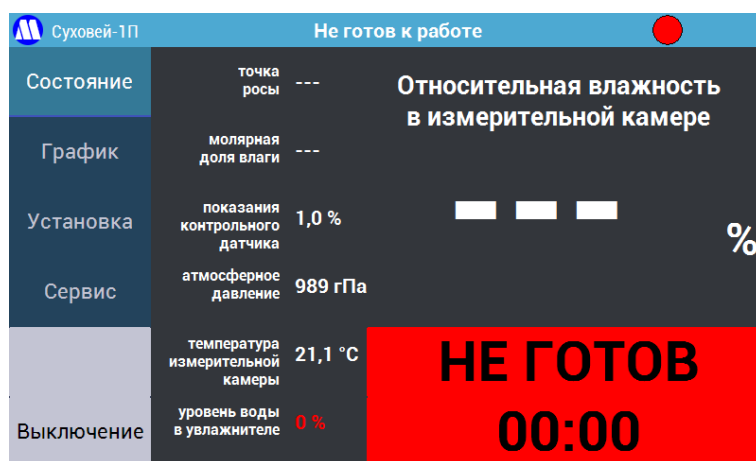 Суховей-1П
Не готов к работе
Состояние
График
Установка
Сервис
Выключение
точка
росы
---
молярная
доля влаги
---
показания
контрольного
датчика
1,0 %
атмосферное
давление
989 гПа
температура
измерительной
камеры
21,1 °C
уровень воды
в увлажнителе
0 %
Относительная влажность
в измерительной камере
--- %
НЕ ГОТОВ
00:00